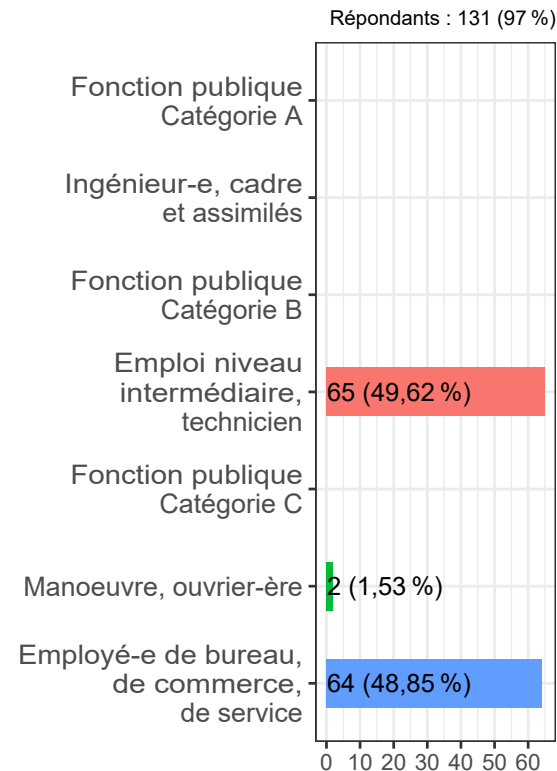 Répondants : 131 (97 %)
Fonction publique
Catégorie A
Ingénieur-e, cadre
et assimilés
Fonction publique
Catégorie B
Emploi niveau
intermédiaire,
technicien
65 (49,62 %)
Fonction publique
Catégorie C
Manoeuvre, ouvrier-ère
2 (1,53 %)
Employé-e de bureau,
de commerce,
de service
64 (48,85 %)
0 10 20 30 40 50 60